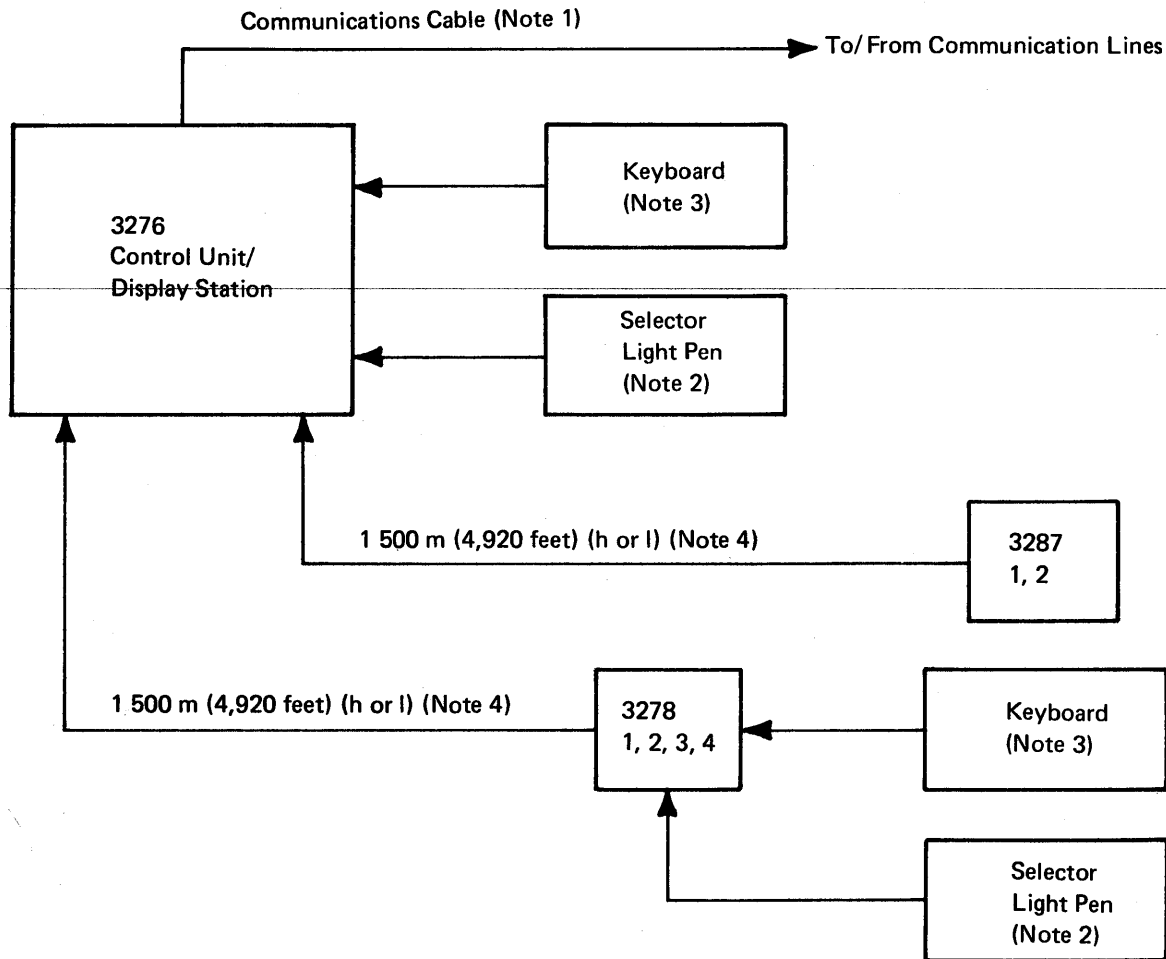 Communications Cable (Note 1)
To/From Communication Lines
3276
Control Unit/
Display Station
Keyboard
(Note 3)
Selector
Light Pen
(Note 2)
1 500 m (4,920 feet) (h or l) (Note 4)
3287
1, 2
1 500 m (4,920 feet) (h or l) (Note 4)
3278
1, 2, 3, 4
Keyboard
(Note 3)
Selector
Light Pen
(Note 2)